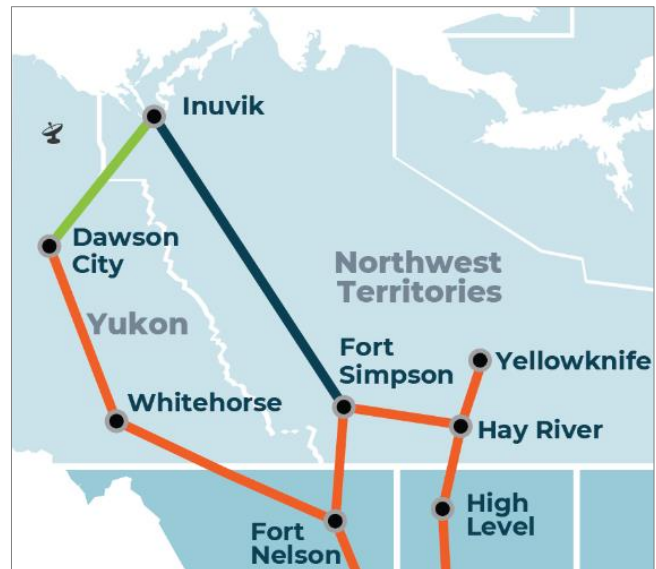 Inuvik
Dawson
City
Northwest
Territories
Yukon
Fort
Simpson
Yellowknife
Whitehorse
Hay River
High
Level
Fort
Nelson